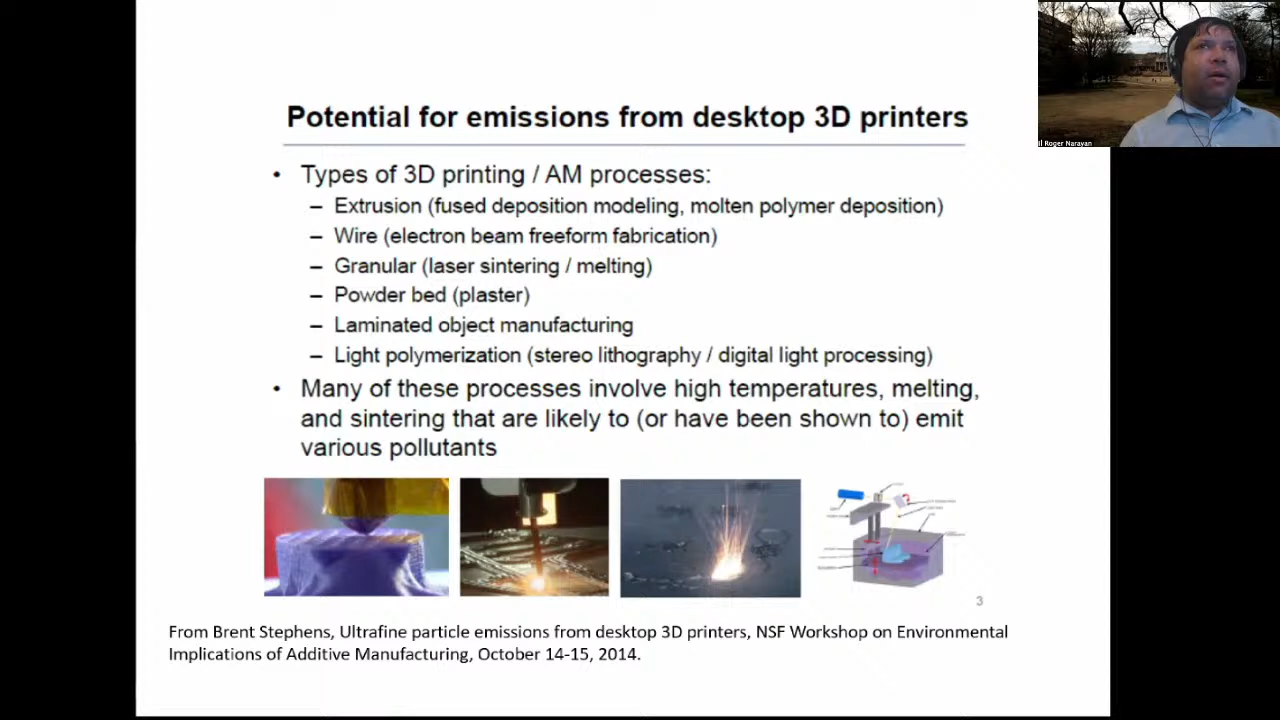 Potential for emissions from desktop 3D printers
• Types of 3D printing / AM processes:
– Extrusion (fused deposition modeling, molten polymer deposition)
– Wire (electron beam freeform fabrication)
– Granular (laser sintering / melting)
– Powder bed (plaster)
– Laminated object manufacturing
– Light polymerization (stereo lithography / digital light processing)
• Many of these processes involve high temperatures, melting,
and sintering that are likely to (or have been shown to) emit
various pollutants
3
From Brent Stephens, Ultrafine particle emissions from desktop 3D printers, NSF Workshop on Environmental
Implications of Additive Manufacturing, October 14-15, 2014.
il Roger Narayan